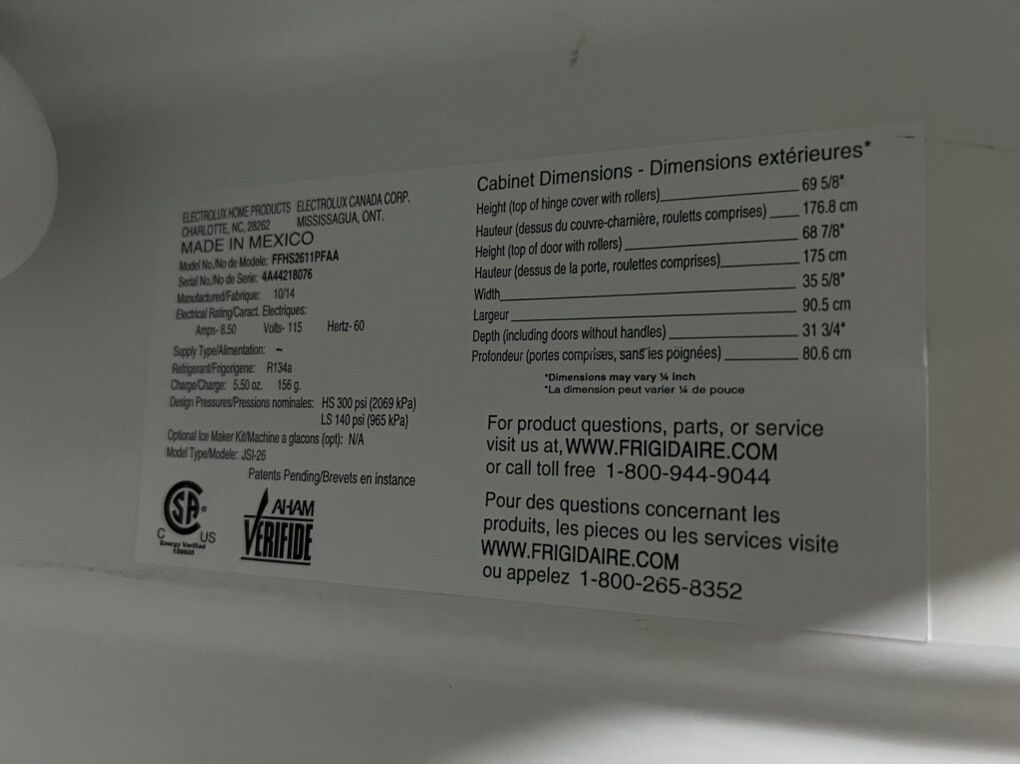 ELECTROLUX HOME PRODUCTS ELECTROLUX CANADA CORP.
CHARLOTTE, NC, 28262 MISSISSAGUA, ONT.
MADE IN MEXICO
Model No./No de Modele: FFHS2611PFAA
Serial No./No de Serie: 4A44218076
Manufactured/Fabrique: 10/14
Electrical Rating/Caract. Electriques:
Amps- 8.50 Volts- 115 Hertz- 60
Supply Type/Alimentation: ~
Refrigerant/Frigorigene: R134a
Charge/Charge: 5.50 oz. 156 g.
Design Pressures/Pressions nominales: HS 300 psi (2069 kPa)
LS 140 psi (965 kPa)
Optional Ice Maker Kit/Machine a glacons (opt): N/A
Model Type/Modele: JSI-26
Patents Pending/Brevets en instance
CSA ®
C US
Energy Verified
AHAM
VERIFIDE
Cabinet Dimensions - Dimensions extérieures*
Height (top of hinge cover with rollers) 69 5/8"
Hauteur (dessus du couvre-charnière, rouletts comprises) 176.8 cm
Height (top of door with rollers) 68 7/8"
Hauteur (dessus de la porte, roulettes comprises) 175 cm
Width 35 5/8"
Largeur 90.5 cm
Depth (including doors without handles) 31 3/4"
Profondeur (portes comprises, sans les poignées) 80.6 cm
*Dimensions may vary ¼ inch
*La dimension peut varier ¼ de pouce
For product questions, parts, or service
visit us at, WWW.FRIGIDAIRE.COM
or call toll free 1-800-944-9044
Pour des questions concernant les
produits, les pieces ou les services visite
WWW.FRIGIDAIRE.COM
ou appelez 1-800-265-8352